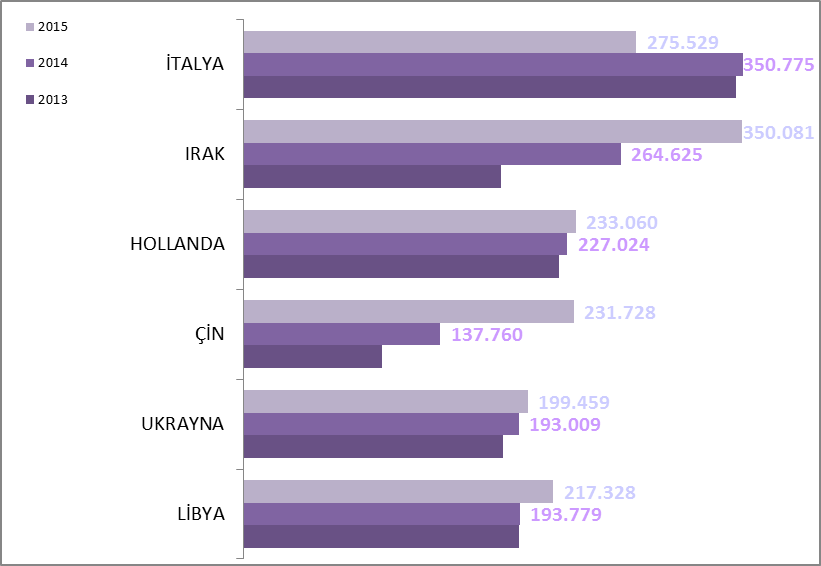 2015
2014
2013
İTALYA
275.529
350.775
IRAK
350.081
264.625
HOLLANDA
233.060
227.024
ÇİN
231.728
137.760
UKRAYNA
199.459
193.009
LİBYA
217.328
193.779